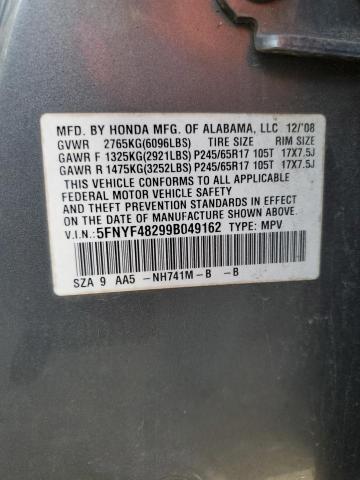 MFD. BY HONDA MFG. OF ALABAMA, LLC 12/'08
GVWR 2765KG(6096LBS) TIRE SIZE RIM SIZE
GAWR F 1325KG(2921LBS) P245/65R17 105T 17X7.5J
GAWR R 1475KG(3252LBS) P245/65R17 105T 17X7.5J
THIS VEHICLE CONFORMS TO ALL APPLICABLE
FEDERAL MOTOR VEHICLE SAFETY
STANDARDS IN EFFECT ON THE
DATE OF MANUFACTURE SHOWN ABOVE.
V.I.N.: 5FNYF48299B049162 TYPE: MPV
SZA 9 AA5 -NH741M-B -B